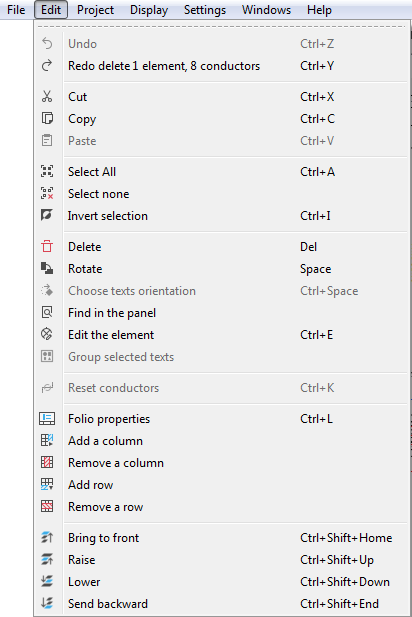 File Edit Project Display Settings Windows Help
Undo Ctrl+Z
Redo delete 1 element, 8 conductors Ctrl+Y
Cut Ctrl+X
Copy Ctrl+C
Paste Ctrl+V
Select All Ctrl+A
Select none
Invert selection Ctrl+I
Delete Del
Rotate Space
Choose texts orientation Ctrl+Space
Find in the panel
Edit the element Ctrl+E
Group selected texts
Reset conductors Ctrl+K
Folio properties Ctrl+L
Add a column
Remove a column
Add row
Remove a row
Bring to front Ctrl+Shift+Home
Raise Ctrl+Shift+Up
Lower Ctrl+Shift+Down
Send backward Ctrl+Shift+End